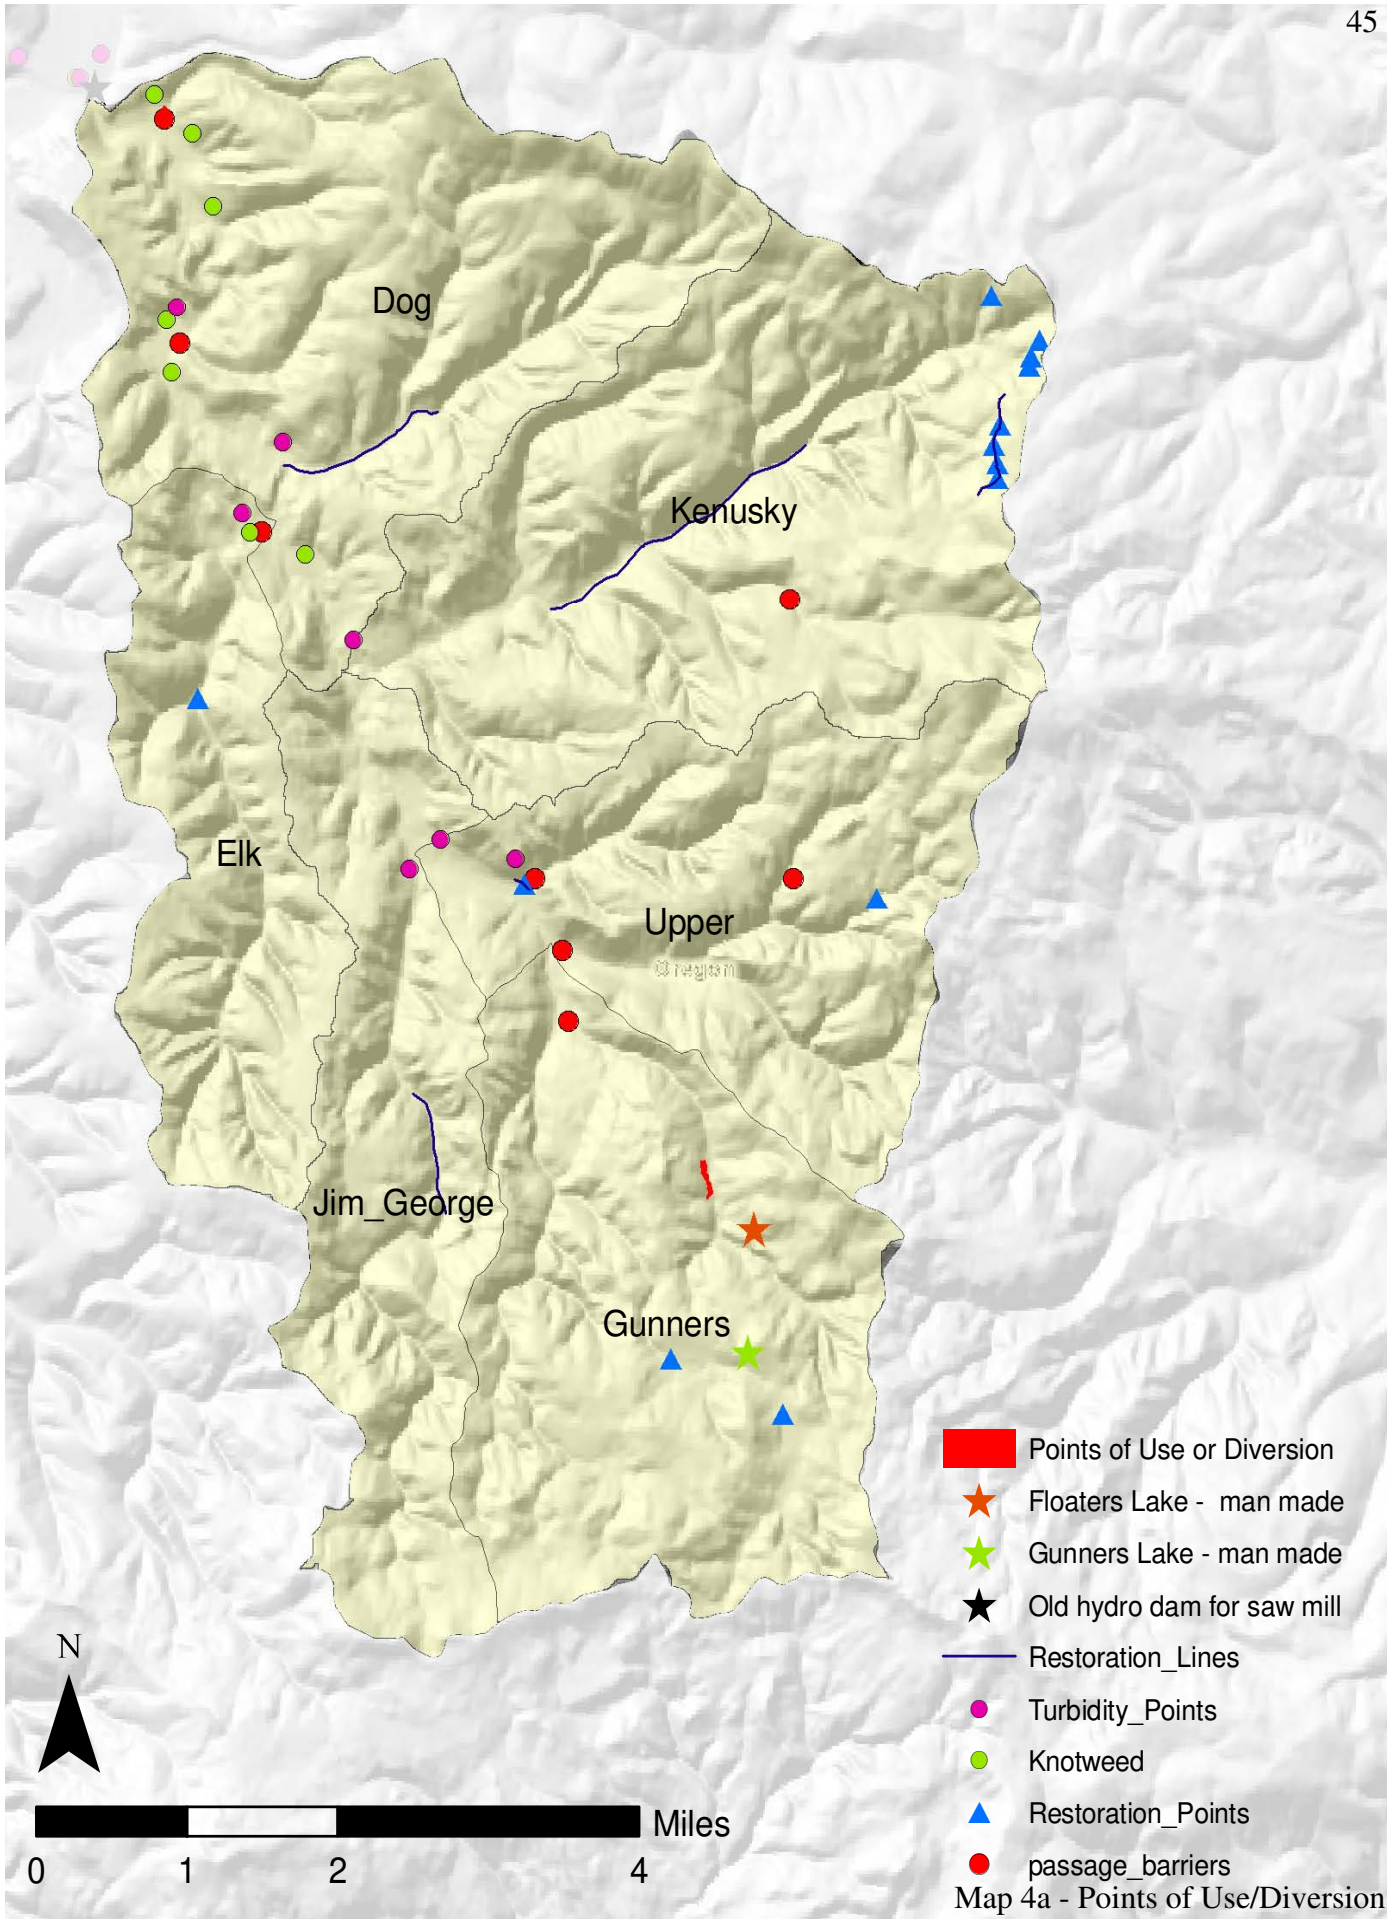 45
Dog
Kenusky
Elk
Upper
Oregon
Jim_George
Gunners
Points of Use or Diversion
Floaters Lake - man made
Gunners Lake - man made
Old hydro dam for saw mill
Restoration_Lines
Turbidity_Points
Knotweed
Restoration_Points
passage_barriers
N
Miles
0 1 2 4
Map 4a - Points of Use/Diversion